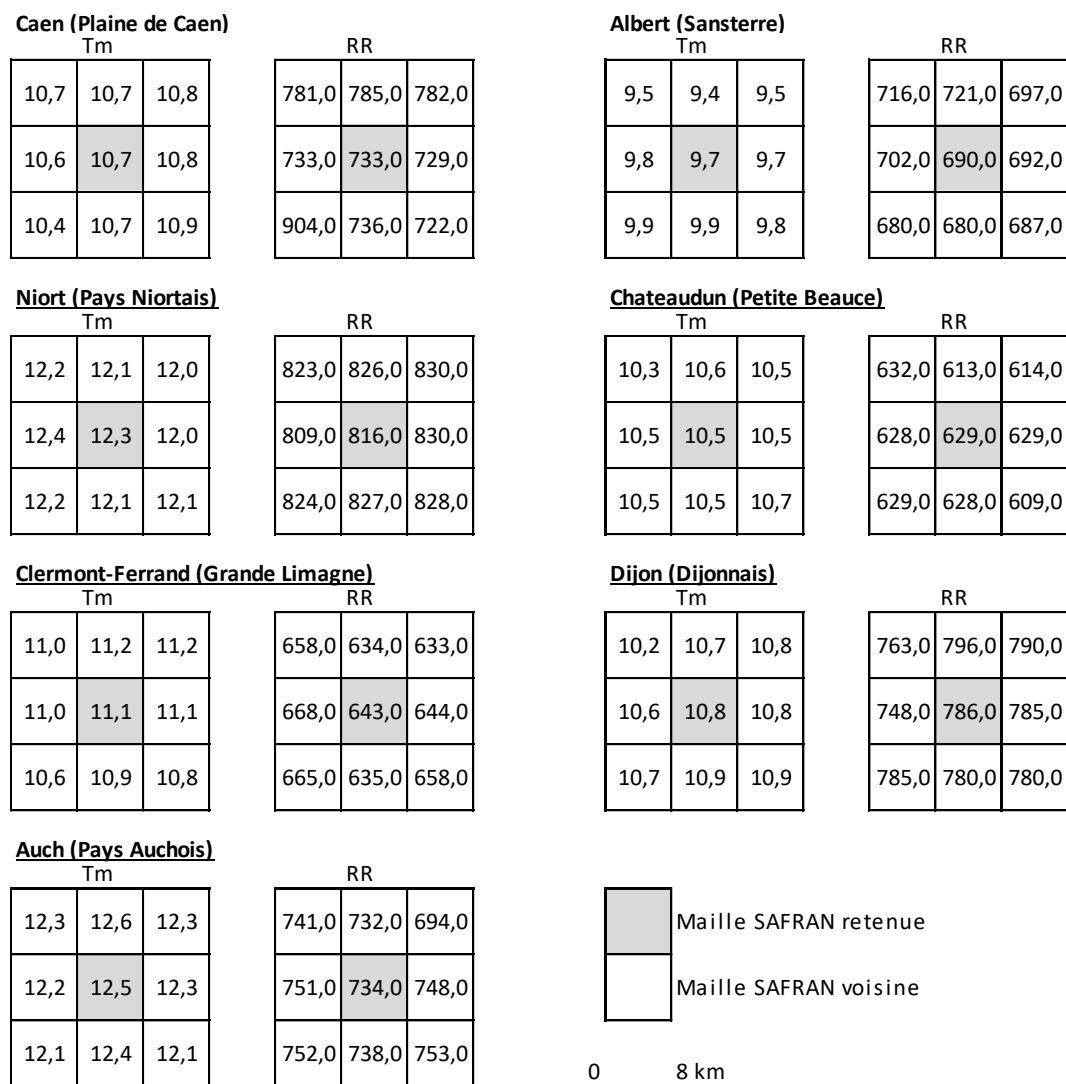 Caen (Plaine de Caen)
Tm RR
10,7 10,7 10,8 781,0 785,0 782,0
10,6 10,7 10,8 733,0 733,0 729,0
10,4 10,7 10,9 904,0 736,0 722,0
Albert (Sansterre)
Tm RR
9,5 9,4 9,5 716,0 721,0 697,0
9,8 9,7 9,7 702,0 690,0 692,0
9,9 9,9 9,8 680,0 680,0 687,0
Niort (Pays Niortais)
Tm RR
12,2 12,1 12,0 823,0 826,0 830,0
12,4 12,3 12,0 809,0 816,0 830,0
12,2 12,1 12,1 824,0 827,0 828,0
Chateaudun (Petite Beauce)
Tm RR
10,3 10,6 10,5 632,0 613,0 614,0
10,5 10,5 10,5 628,0 629,0 629,0
10,5 10,5 10,7 629,0 628,0 609,0
Clermont-Ferrand (Grande Limagne)
Tm RR
11,0 11,2 11,2 658,0 634,0 633,0
11,0 11,1 11,1 668,0 643,0 644,0
10,6 10,9 10,8 665,0 635,0 658,0
Dijon (Dijonnais)
Tm RR
10,2 10,7 10,8 763,0 796,0 790,0
10,6 10,8 10,8 748,0 786,0 785,0
10,7 10,9 10,9 785,0 780,0 780,0
Auch (Pays Auchois)
Tm RR
12,3 12,6 12,3 741,0 732,0 694,0
12,2 12,5 12,3 751,0 734,0 748,0
12,1 12,4 12,1 752,0 738,0 753,0
Maille SAFRAN retenue
Maille SAFRAN voisine
0 8 km